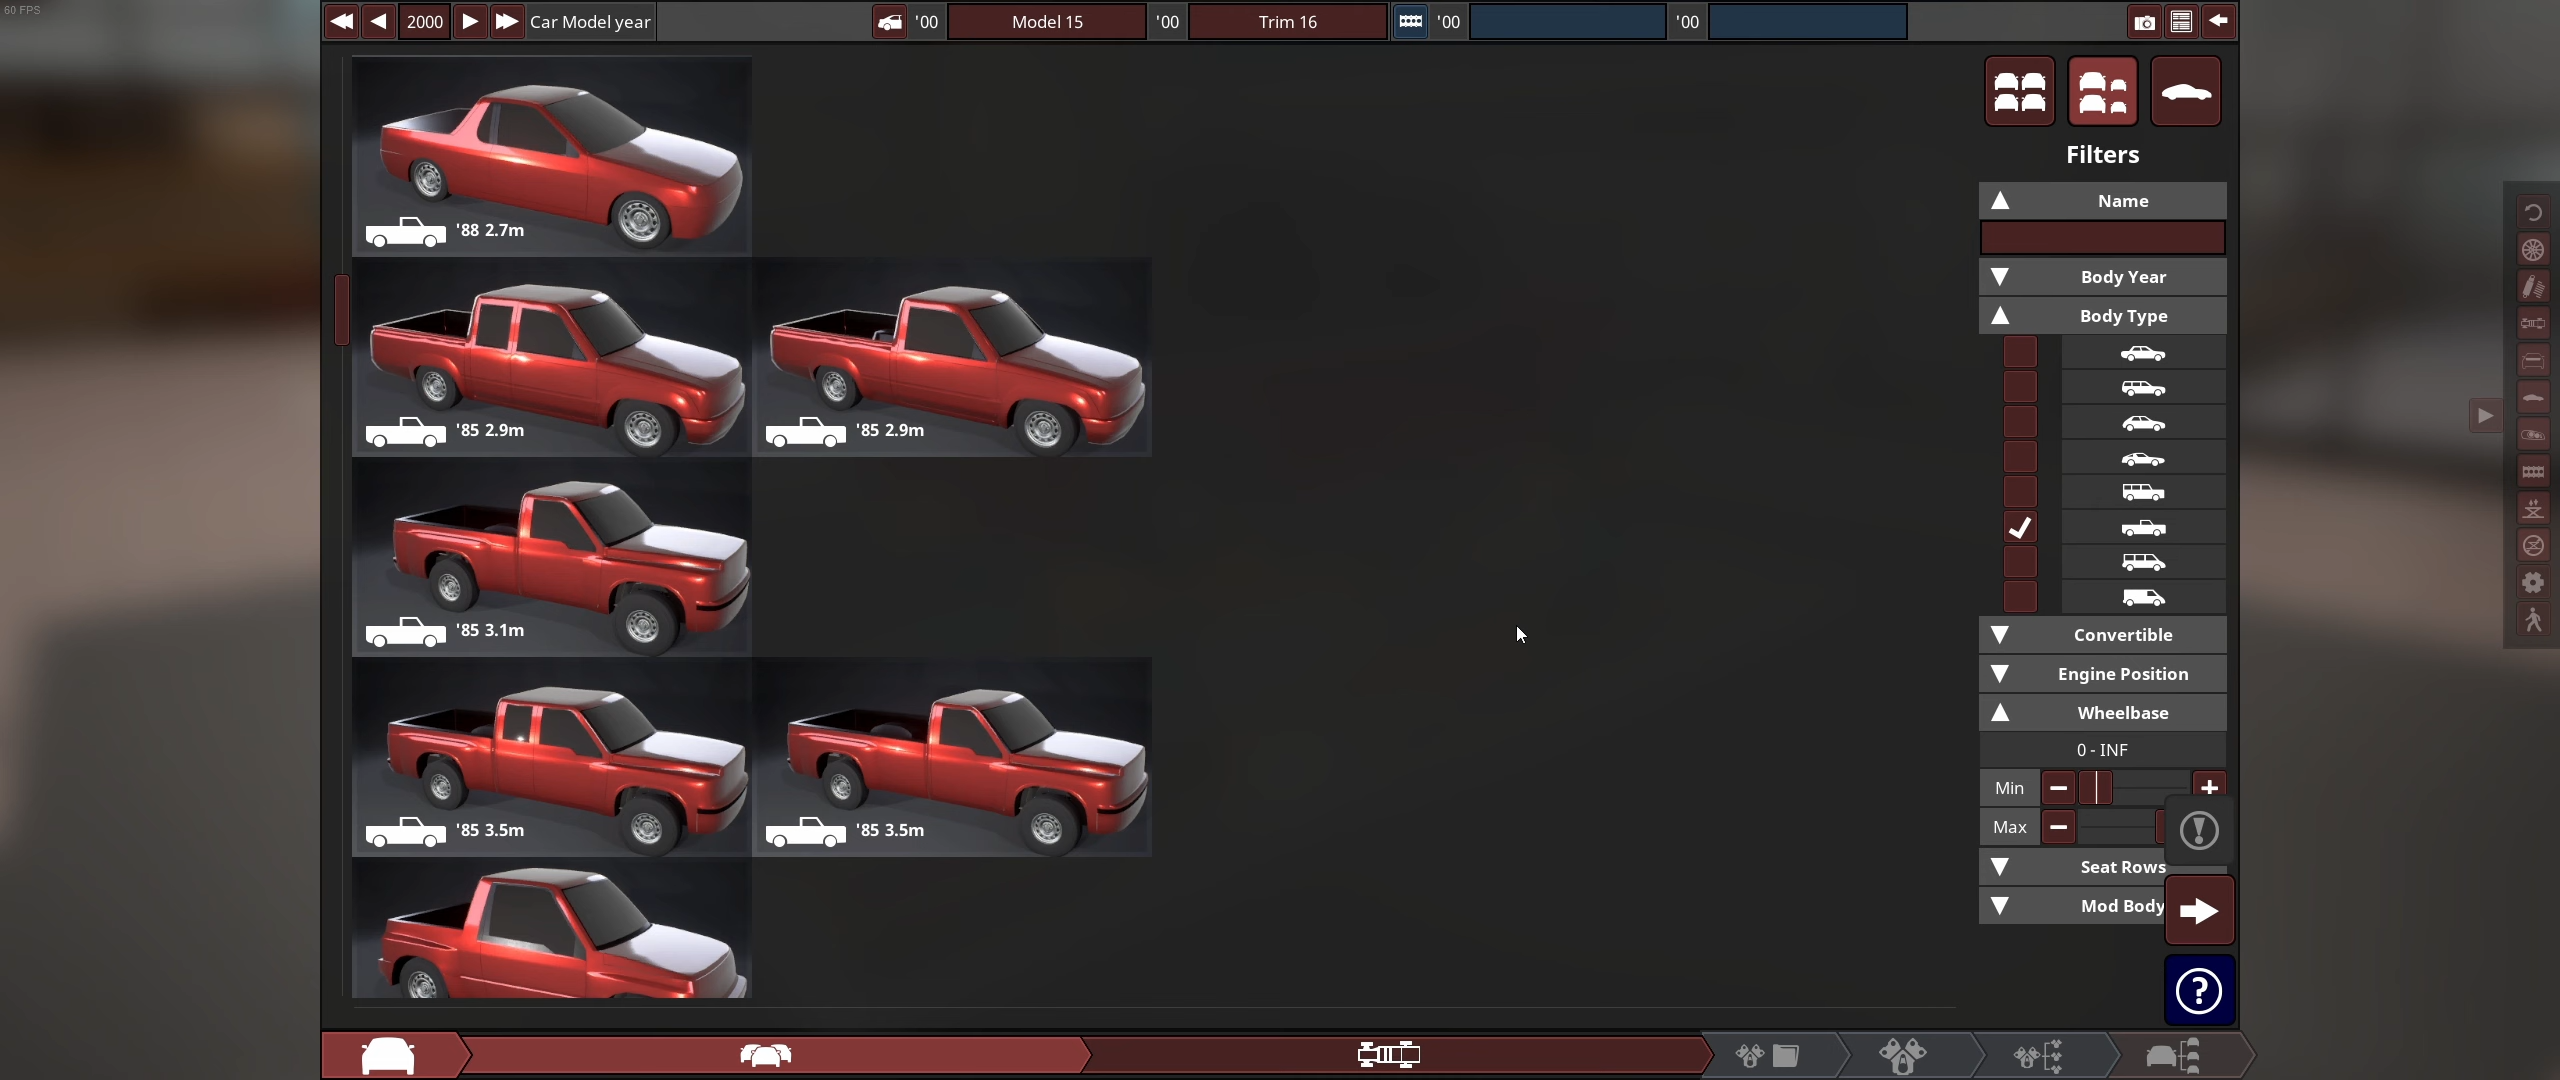 60 FPS
2000
Car Model year
'00
Model 15
'00
Trim 16
'00
'00
'88 2.7m
'85 2.9m
'85 2.9m
'85 3.1m
'85 3.5m
'85 3.5m
Filters
Name
Body Year
Body Type
Convertible
Engine Position
Wheelbase
0 - INF
Min
Max
Seat Rows
Mod Body